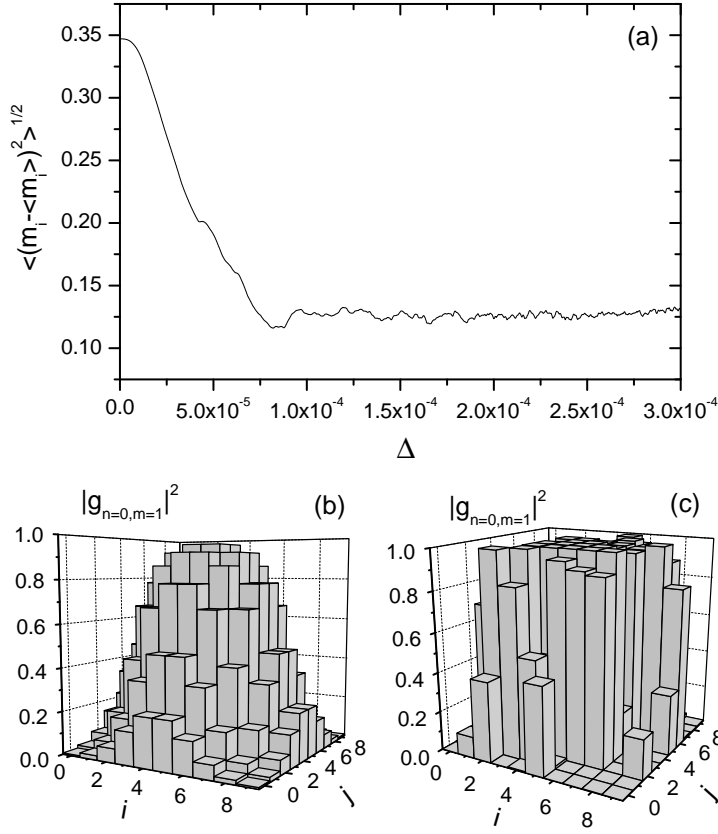 (a)
<(m_i-<m_i>)^2>^1/2
0.35
0.30
0.25
0.20
0.15
0.10
0.0 5.0x10^-5 1.0x10^-4 1.5x10^-4 2.0x10^-4 2.5x10^-4 3.0x10^-4
Δ
|g_n=0,m=1|^2 (b)
1.0
0.8
0.6
0.4
0.2
0.0
0 2 4 6 8
i
0 2 4 6 8
j
|g_n=0,m=1|^2 (c)
1.0
0.8
0.6
0.4
0.2
0.0
0 2 4 6 8
i
0 2 4 6 8
j